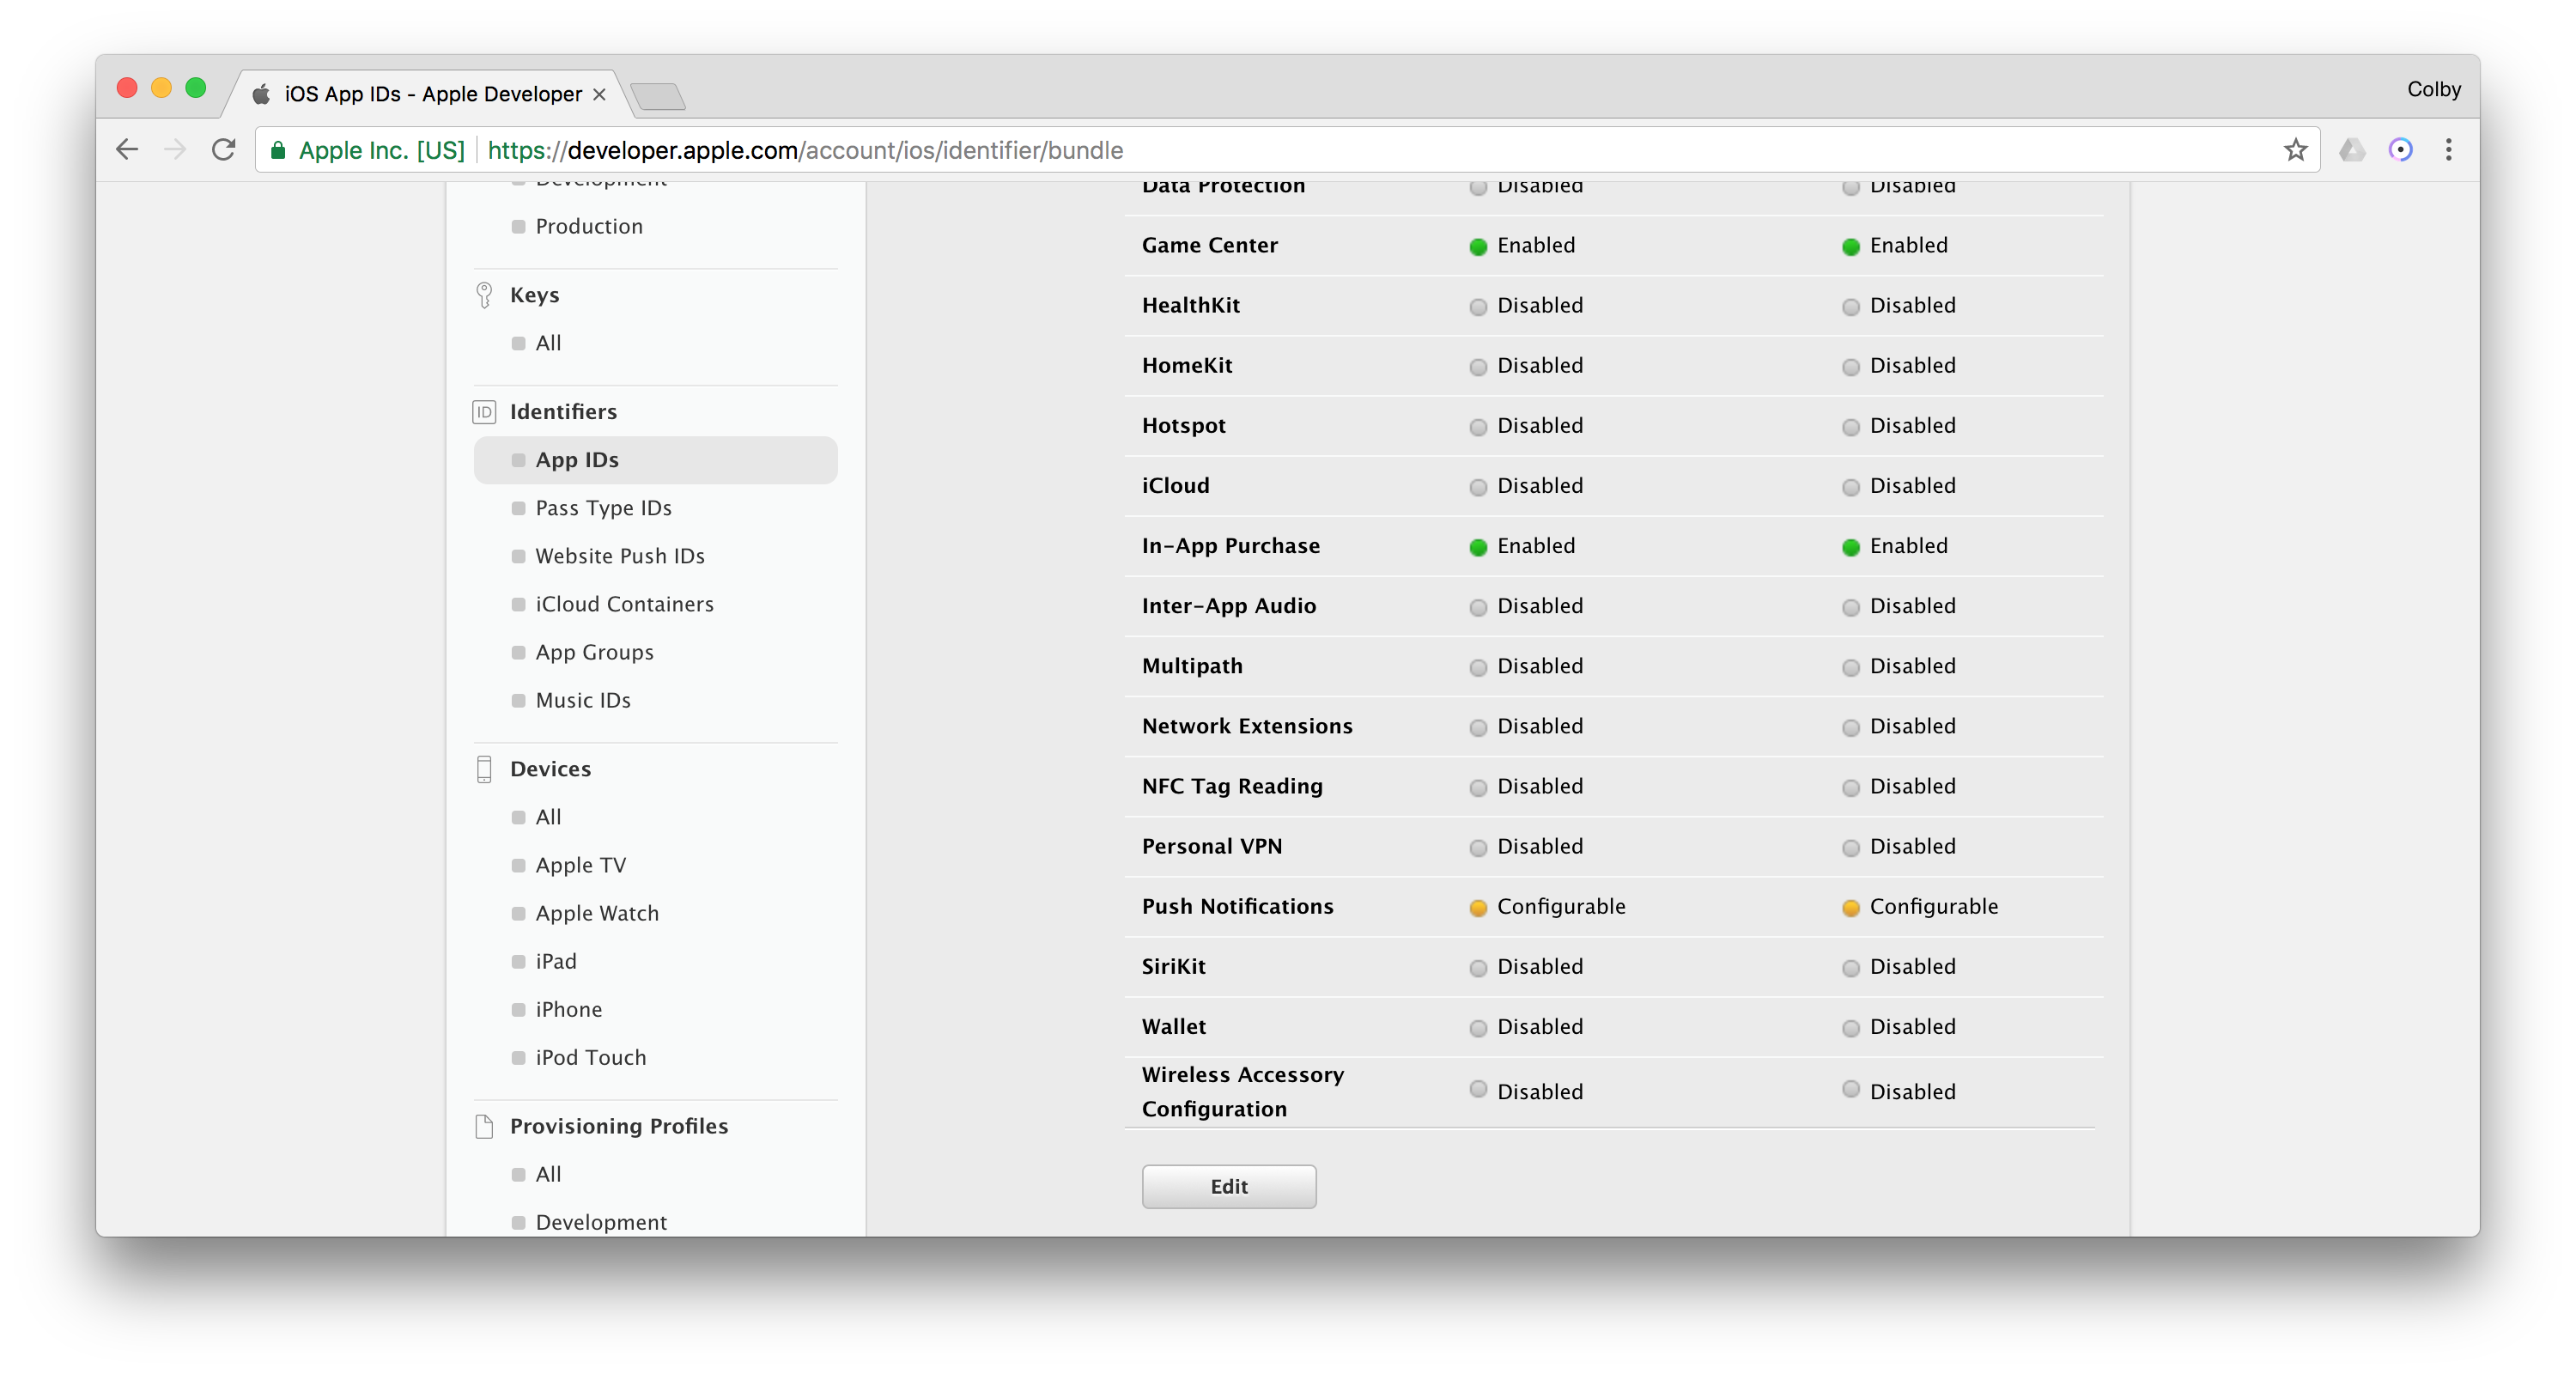 iOS App IDs - Apple Developer
Colby
Apple Inc. [US] https://developer.apple.com/account/ios/identifier/bundle
Development
Production
Keys
All
Identifiers
ID
App IDs
Pass Type IDs
Website Push IDs
iCloud Containers
App Groups
Music IDs
Devices
All
Apple TV
Apple Watch
iPad
iPhone
iPod Touch
Provisioning Profiles
All
Development
Data Protection Disabled Disabled
Game Center Enabled Enabled
HealthKit Disabled Disabled
HomeKit Disabled Disabled
Hotspot Disabled Disabled
iCloud Disabled Disabled
In-App Purchase Enabled Enabled
Inter-App Audio Disabled Disabled
Multipath Disabled Disabled
Network Extensions Disabled Disabled
NFC Tag Reading Disabled Disabled
Personal VPN Disabled Disabled
Push Notifications Configurable Configurable
SiriKit Disabled Disabled
Wallet Disabled Disabled
Wireless Accessory
Configuration Disabled Disabled
Edit